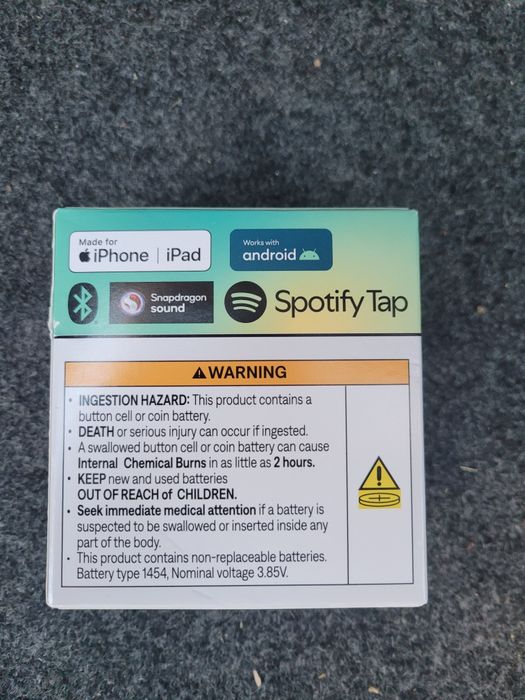 Made for
iPhone | iPad
Works with
android
Snapdragon
sound
Spotify Tap
WARNING
• INGESTION HAZARD: This product contains a
button cell or coin battery.
• DEATH or serious injury can occur if ingested.
• A swallowed button cell or coin battery can cause
Internal Chemical Burns in as little as 2 hours.
• KEEP new and used batteries
OUT OF REACH of CHILDREN.
• Seek immediate medical attention if a battery is
suspected to be swallowed or inserted inside any
part of the body.
• This product contains non-replaceable batteries.
Battery type 1454, Nominal voltage 3.85V.